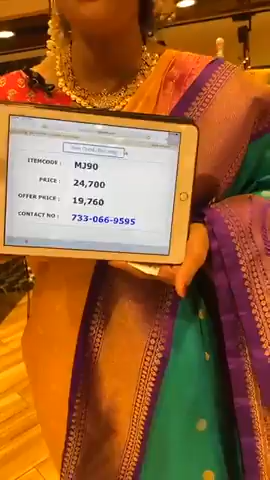 ITEMCODE : MJ90
PRICE : 24,700
OFFER PRICE : 19,760
CONTACT NO : 733-066-9595